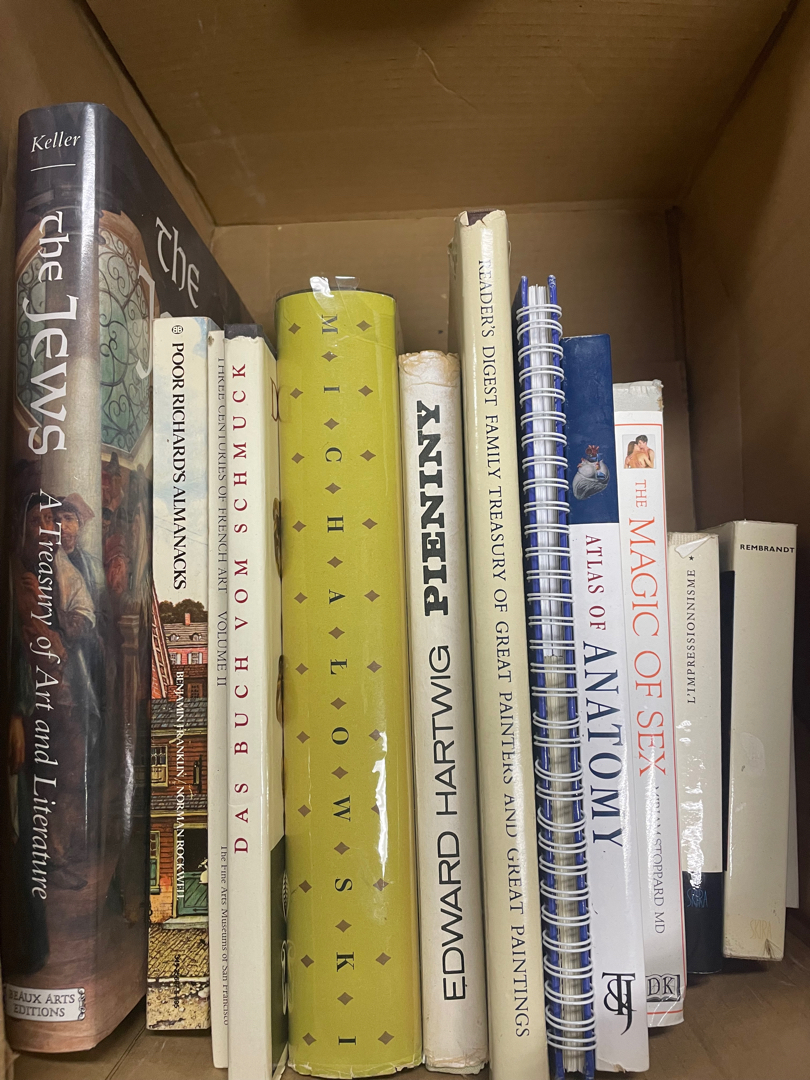 Keller
the Jews
A Treasury of Art and Literature
BEAUX ARTS
EDITIONS
the
J
POOR RICHARD'S ALMANACKS
BENJAMIN FRANKLIN / NORMAN ROCKWELL
THREE CENTURIES OF FRENCH ART VOLUME II
The Fine Arts Museums of San Francisco
DAS BUCH VOM SCHMUCK
MICHAŁOWSKI
EDWARD HARTWIG PIENINY
READER'S DIGEST FAMILY TREASURY OF GREAT PAINTERS AND GREAT PAINTINGS
ATLAS OF ANATOMY
THE MAGIC OF SEX
MIRIAM STOPPARD MD
DK
L'IMPRESSIONNISME
SKIRA
REMBRANDT
SKIRA